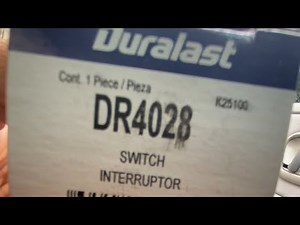 Duralast
Cont. 1 Piece / Pieza
K25100
DR4028
SWITCH
INTERRUPTOR